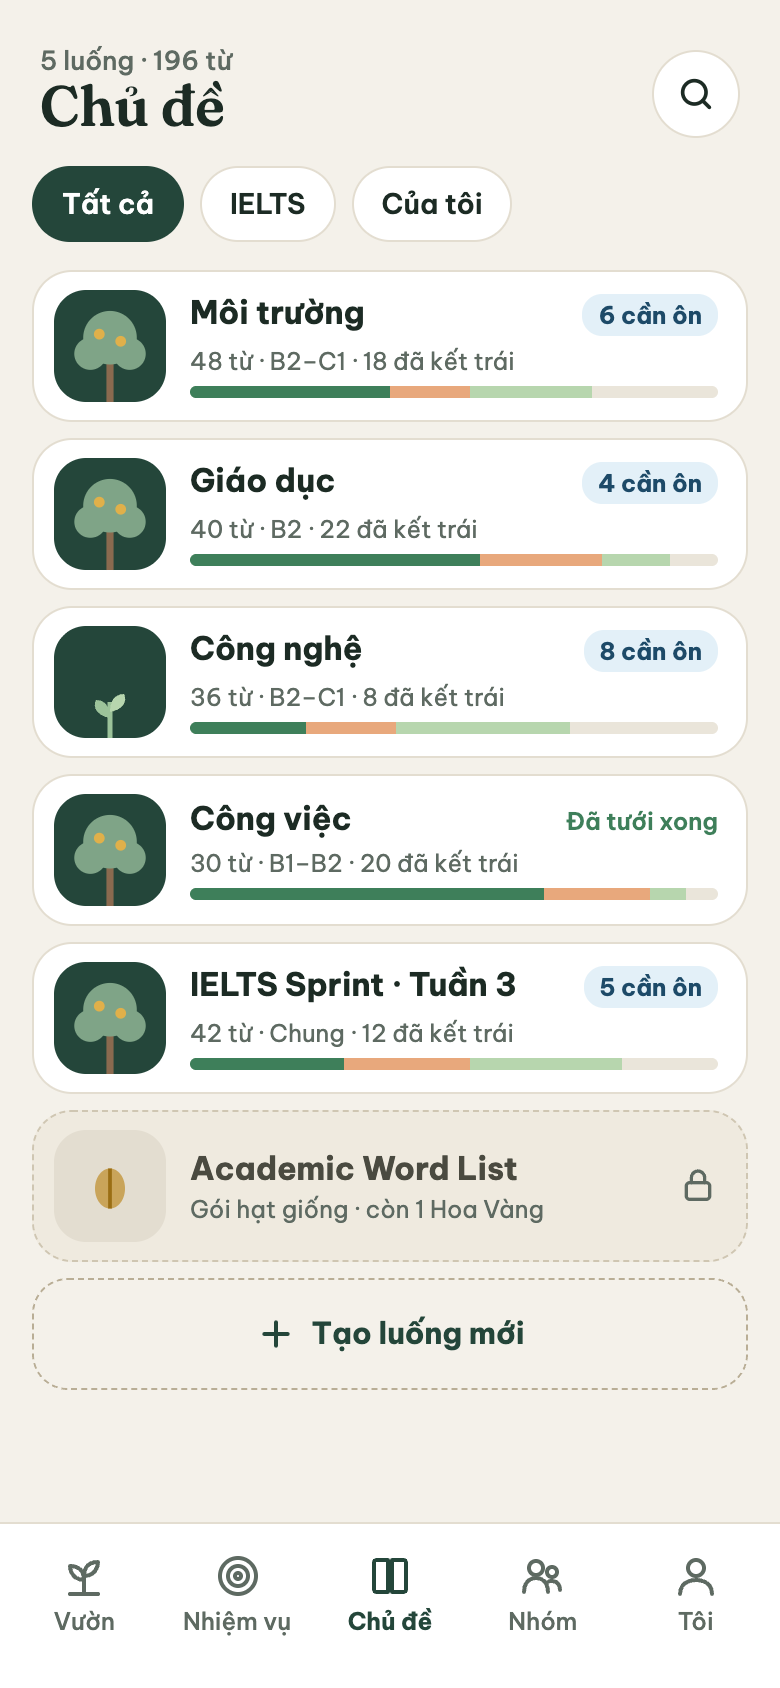 5 luống · 196 từ
Chủ đề
Tất cả
IELTS
Của tôi
Môi trường
6 cần ôn
48 từ · B2–C1 · 18 đã kết trái
Giáo dục
4 cần ôn
40 từ · B2 · 22 đã kết trái
Công nghệ
8 cần ôn
36 từ · B2–C1 · 8 đã kết trái
Công việc
Đã tưới xong
30 từ · B1–B2 · 20 đã kết trái
IELTS Sprint · Tuần 3
5 cần ôn
42 từ · Chung · 12 đã kết trái
Academic Word List
Gói hạt giống · còn 1 Hoa Vàng
Tạo luống mới
Vườn
Nhiệm vụ
Chủ đề
Nhóm
Tôi